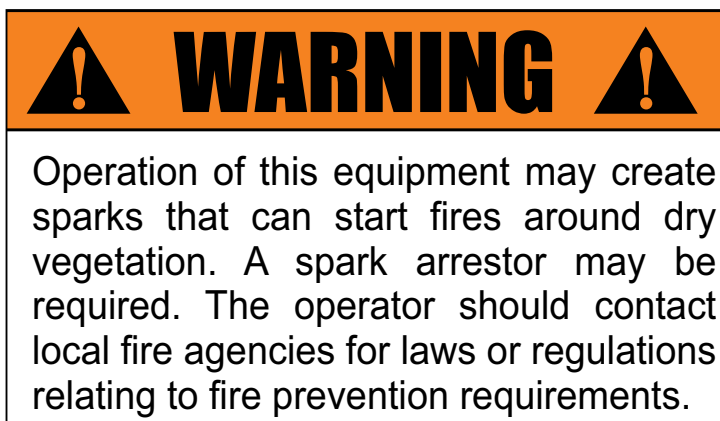 WARNING
Operation of this equipment may create
sparks that can start fires around dry
vegetation. A spark arrestor may be
required. The operator should contact
local fire agencies for laws or regulations
relating to fire prevention requirements.